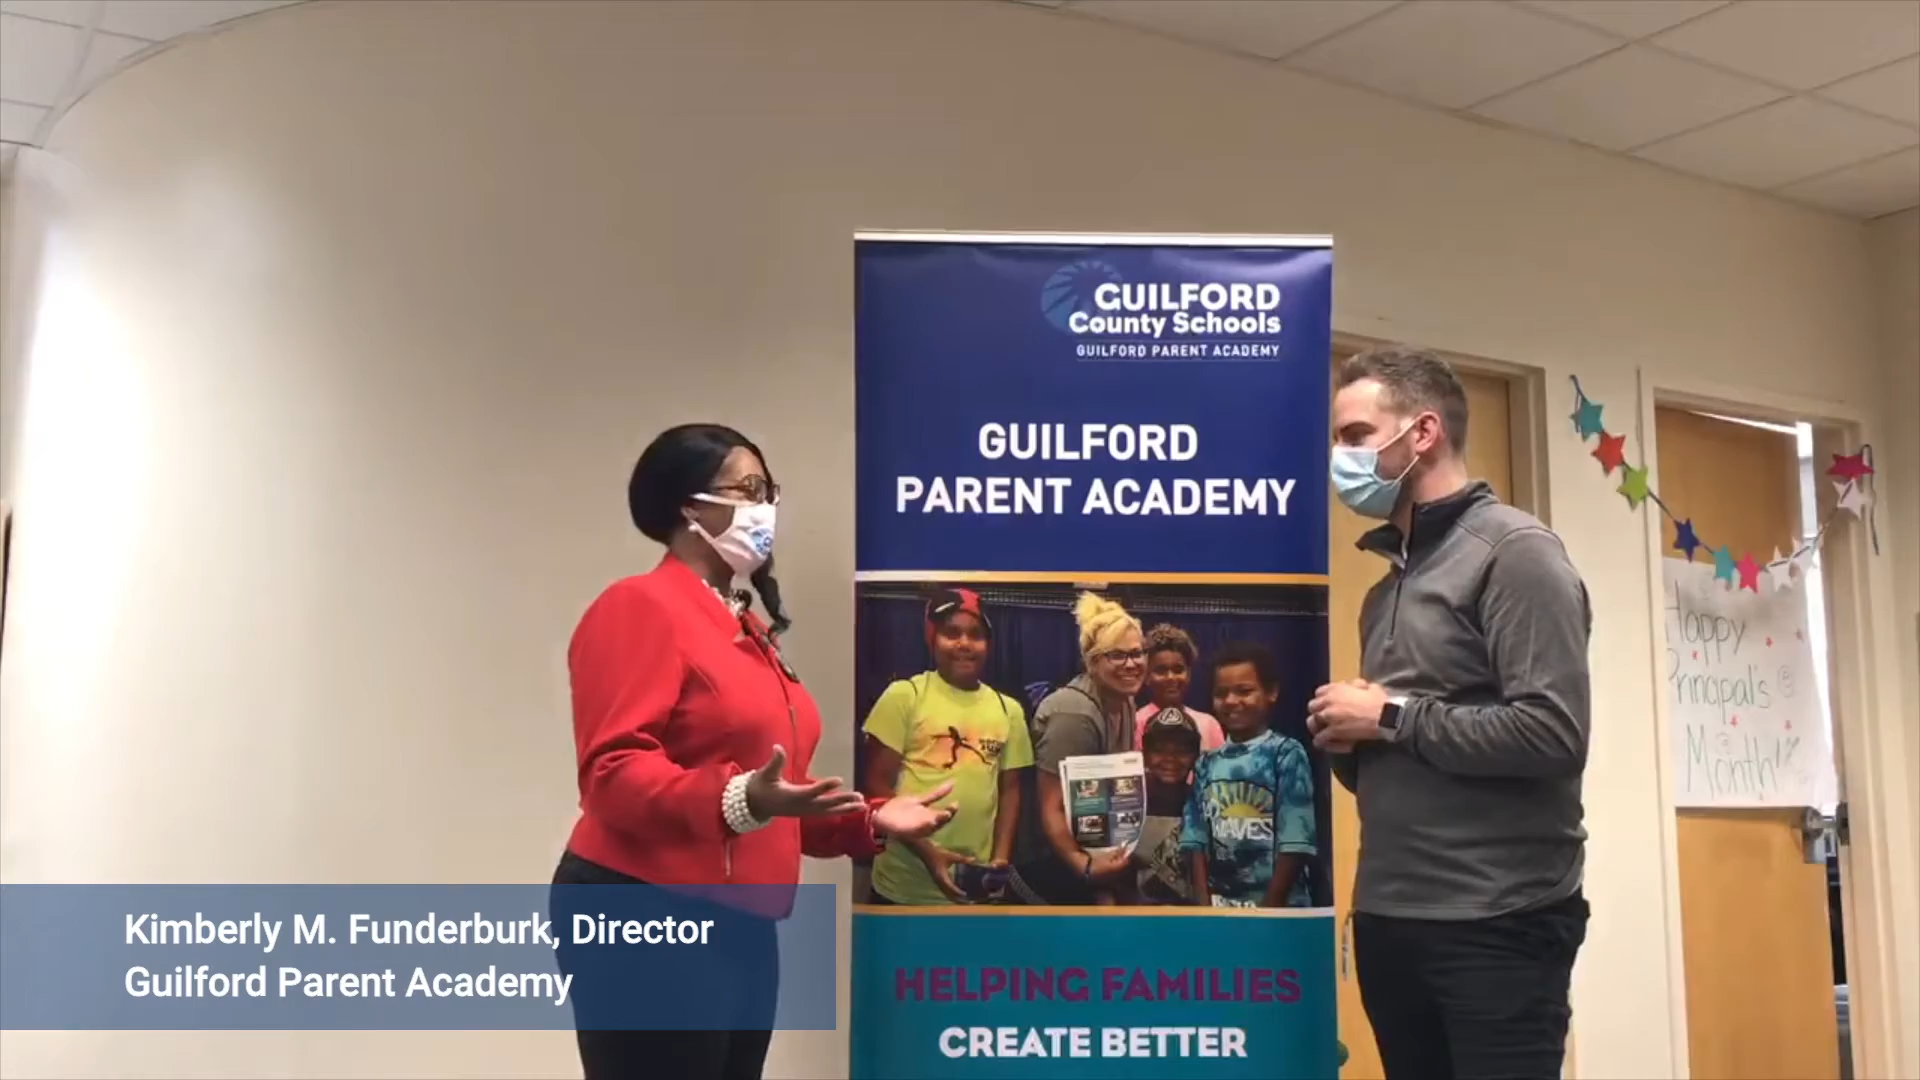 GUILFORD
County Schools
GUILFORD PARENT ACADEMY
GUILFORD
PARENT ACADEMY
WAVES
HELPING FAMILIES
CREATE BETTER
Happy
Principal's
Month!
Kimberly M. Funderburk, Director
Guilford Parent Academy